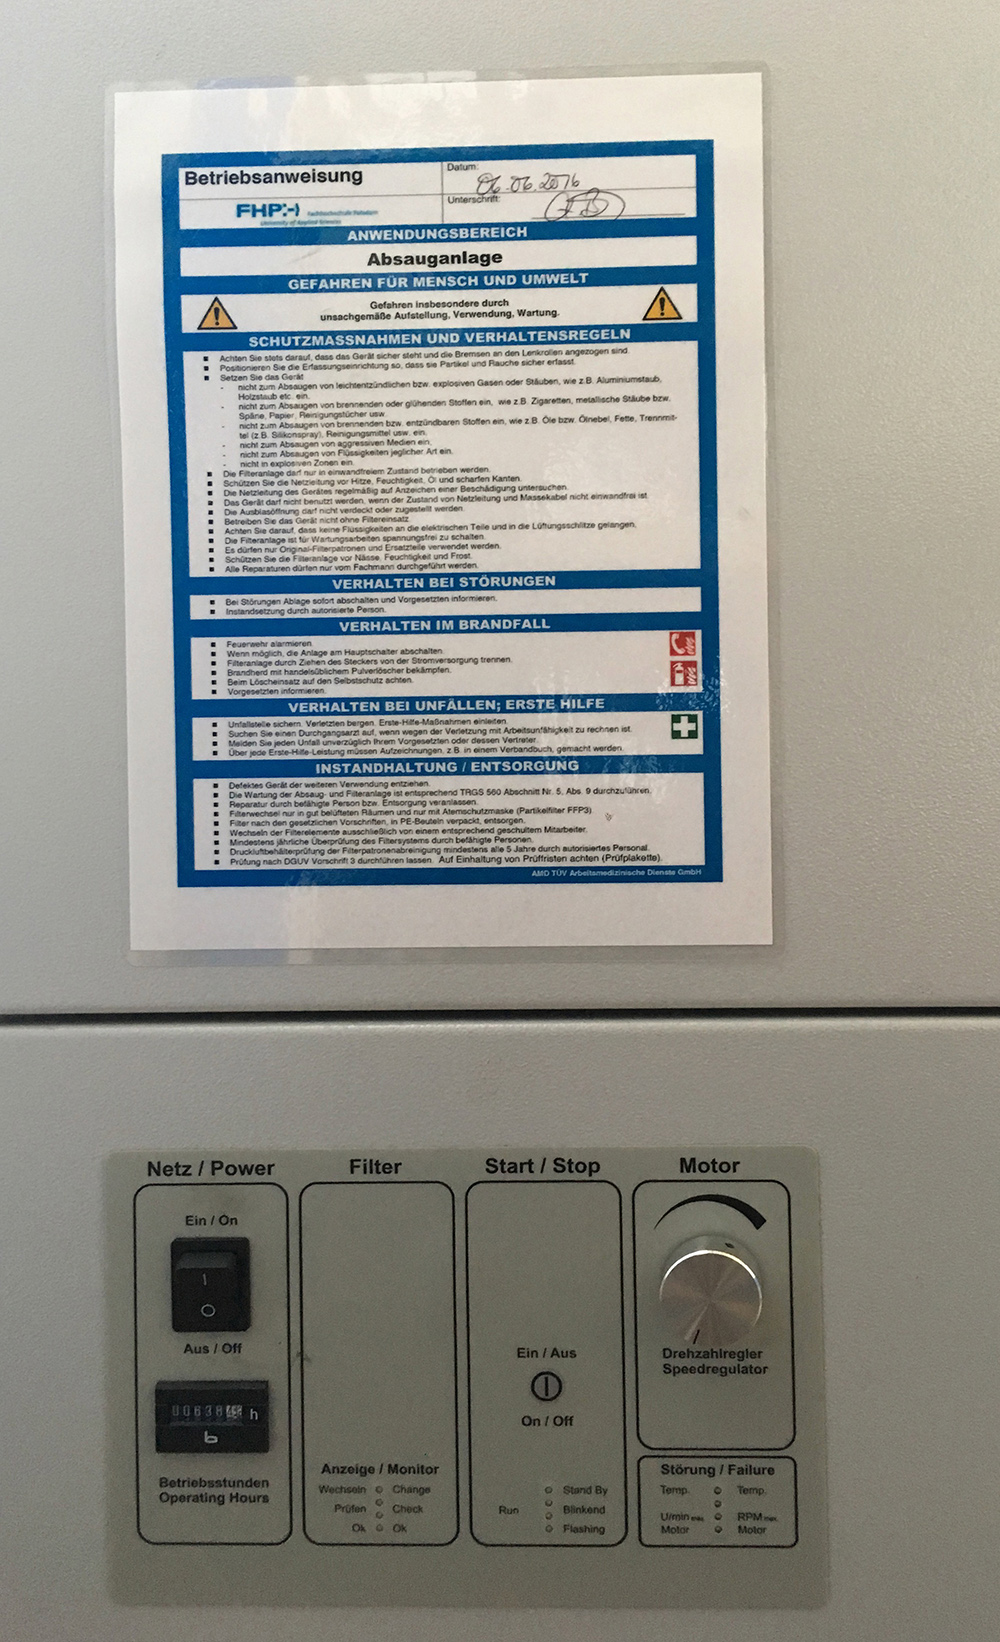 Betriebsanweisung
Datum:
06.06.2016
Unterschrift:
FHP
Fachhochschule Potsdam
University of Applied Sciences
ANWENDUNGSBEREICH
Absauganlage
GEFAHREN FÜR MENSCH UND UMWELT
Gefahren insbesondere durch
unsachgemäße Aufstellung, Verwendung, Wartung.
SCHUTZMASSNAHMEN UND VERHALTENSREGELN
Achten Sie stets darauf, dass das Gerät sicher steht und die Bremsen an den Lenkrollen angezogen sind.
Positionieren Sie die Erfassungseinrichtung so, dass sie Partikel und Rauche sicher erfasst.
Setzen Sie das Gerät
- nicht zum Absaugen von leichtentzündlichen bzw. explosiven Gasen oder Stäuben, wie z.B. Aluminiumstaub,
Holzstaub etc. ein.
- nicht zum Absaugen von brennenden oder glühenden Stoffen ein, wie z.B. Zigaretten, metallische Stäube bzw.
Späne, Papier, Reinigungstücher usw.
- nicht zum Absaugen von brennenden bzw. entzündbaren Stoffen ein, wie z.B. Öle bzw. Ölnebel, Fette, Trennmit-
tel (z.B. Silikonspray), Reinigungsmittel usw. ein.
- nicht zum Absaugen von aggressiven Medien ein.
- nicht zum Absaugen von Flüssigkeiten jeglicher Art ein.
- nicht in explosiven Zonen ein.
Die Filteranlage darf nur in einwandfreiem Zustand betrieben werden.
Schützen Sie die Netzleitung vor Hitze, Feuchtigkeit, Öl und scharfen Kanten.
Die Netzleitung des Gerätes regelmäßig auf Anzeichen einer Beschädigung untersuchen.
Das Gerät darf nicht benutzt werden, wenn der Zustand von Netzleitung und Massekabel nicht einwandfrei ist.
Die Ausblasöffnung darf nicht verdeckt oder zugestellt werden.
Betreiben Sie das Gerät nicht ohne Filtereinsatz.
Achten Sie darauf, dass keine Flüssigkeiten an die elektrischen Teile und in die Lüftungsschlitze gelangen.
Die Filteranlage ist für Wartungsarbeiten spannungsfrei zu schalten.
Es dürfen nur Original-Filterpatronen und Ersatzteile verwendet werden.
Schützen Sie die Filteranlage vor Nässe, Feuchtigkeit und Frost.
Alle Reparaturen dürfen nur vom Fachmann durchgeführt werden.
VERHALTEN BEI STÖRUNGEN
Bei Störungen Ablage sofort abschalten und Vorgesetzten informieren.
Instandsetzung durch autorisierte Person.
VERHALTEN IM BRANDFALL
Feuerwehr alarmieren.
Wenn möglich, die Anlage am Hauptschalter abschalten.
Filteranlage durch Ziehen des Steckers von der Stromversorgung trennen.
Brandherd mit handelsüblichem Pulverlöscher bekämpfen.
Beim Löscheinsatz auf den Selbstschutz achten.
Vorgesetzten informieren.
VERHALTEN BEI UNFÄLLEN; ERSTE HILFE
Unfallstelle sichern. Verletzten bergen. Erste-Hilfe-Maßnahmen einleiten.
Suchen Sie einen Durchgangsarzt auf, wenn wegen der Verletzung mit Arbeitsunfähigkeit zu rechnen ist.
Melden Sie jeden Unfall unverzüglich Ihrem Vorgesetzten oder dessen Vertreter.
Über jede Erste-Hilfe-Leistung müssen Aufzeichnungen, z.B. in einem Verbandbuch, gemacht werden.
INSTANDHALTUNG / ENTSORGUNG
Defektes Gerät der weiteren Verwendung entziehen.
Die Wartung der Absaug- und Filteranlage ist entsprechend TRGS 560 Abschnitt Nr. 5, Abs. 9 durchzuführen.
Reparatur durch befähigte Person bzw. Entsorgung veranlassen.
Filterwechsel nur in gut belüfteten Räumen und nur mit Atemschutzmaske (Partikelfilter FFP3).
Filter nach den gesetzlichen Vorschriften, in PE-Beuteln verpackt, entsorgen.
Wechseln der Filterelemente ausschließlich von einem entsprechend geschultem Mitarbeiter.
Mindestens jährliche Überprüfung des Filtersystems durch befähigte Personen.
Druckluftbehälterprüfung der Filterpatronenabreinigung mindestens alle 5 Jahre durch autorisiertes Personal.
Prüfung nach DGUV Vorschrift 3 durchführen lassen. Auf Einhaltung von Prüffristen achten (Prüfplakette).
AMD TÜV Arbeitsmedizinische Dienste GmbH
Netz / Power
Ein / On
I
O
Aus / Off
h
Betriebsstunden
Operating Hours
Filter
Anzeige / Monitor
Wechseln Change
Prüfen Check
Ok Ok
Start / Stop
Ein / Aus
On / Off
Stand By
Run Blinkend
Flashing
Motor
Drehzahlregler
Speedregulator
Störung / Failure
Temp. Temp.
U/min max. RPM max.
Motor Motor